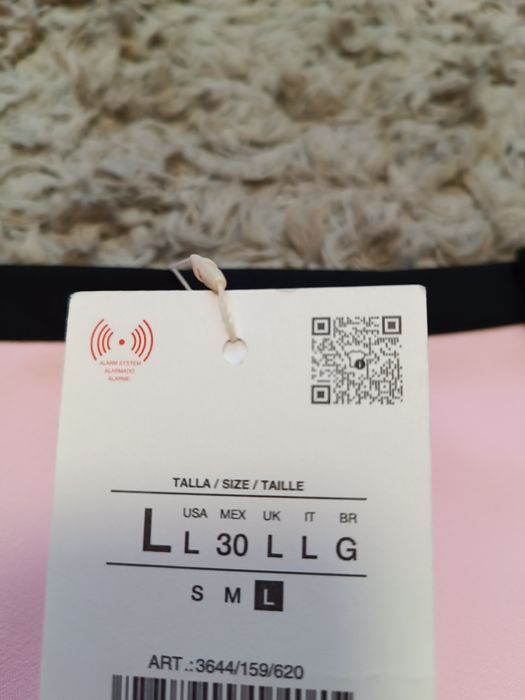 ALARM SYSTEM
ALARMADO
ALARME
TALLA / SIZE / TAILLE
USA MEX UK IT BR
L L 30 L L G
S M L
ART.:3644/159/620